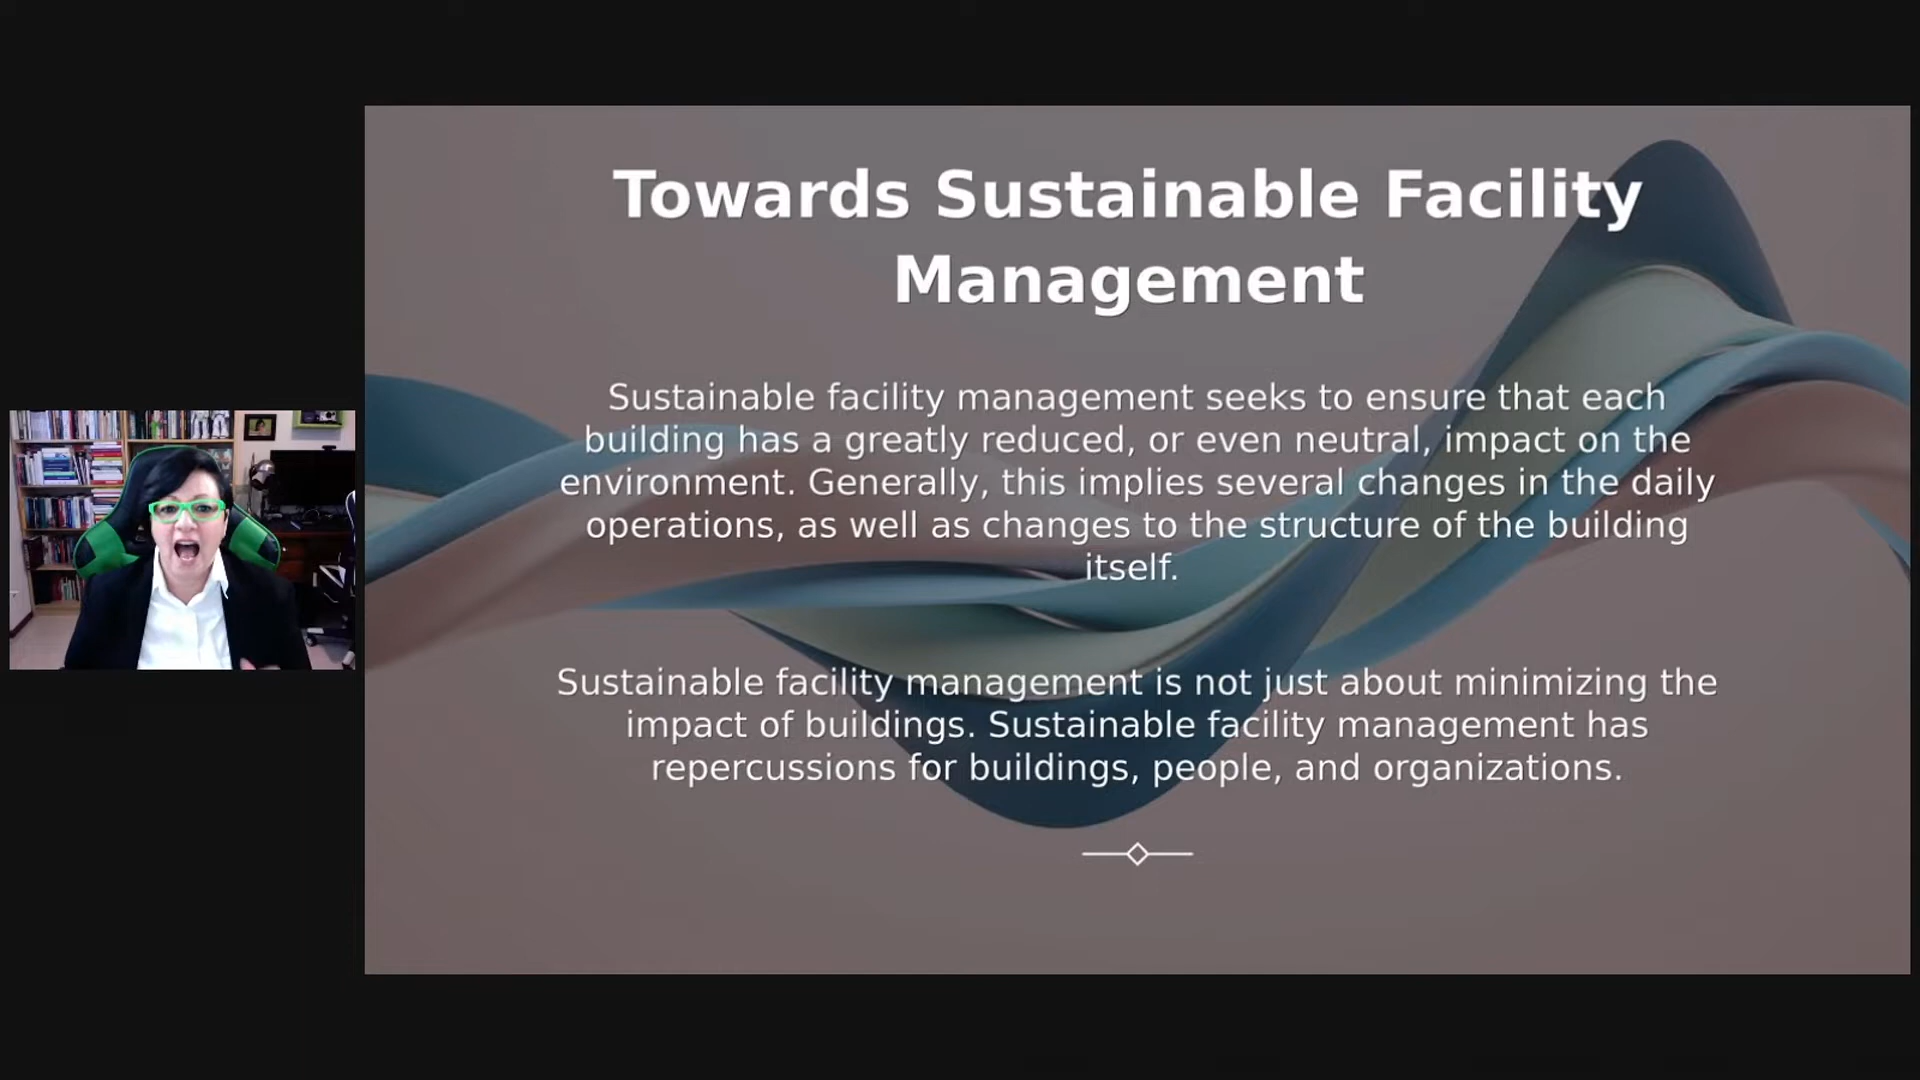 Towards Sustainable Facility
Management
Sustainable facility management seeks to ensure that each
building has a greatly reduced, or even neutral, impact on the
environment. Generally, this implies several changes in the daily
operations, as well as changes to the structure of the building
itself.
Sustainable facility management is not just about minimizing the
impact of buildings. Sustainable facility management has
repercussions for buildings, people, and organizations.